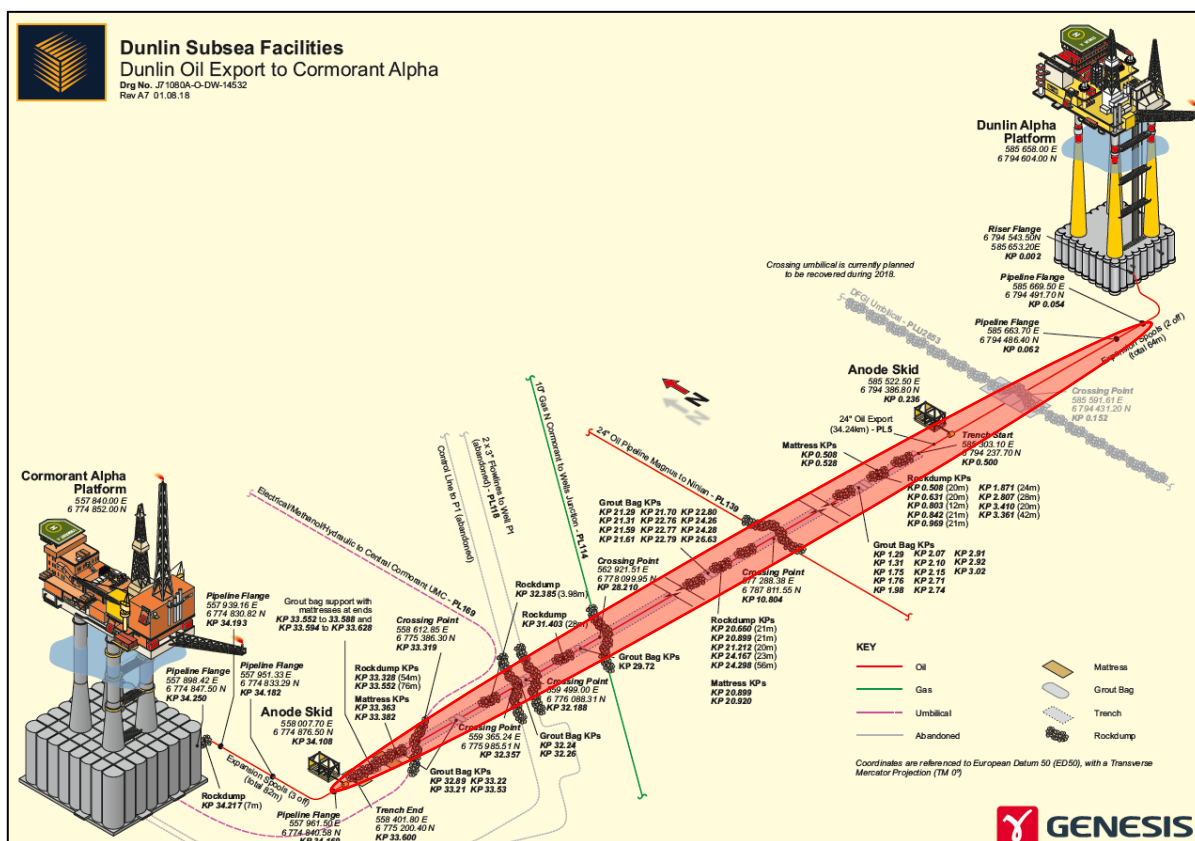 Dunlin Subsea Facilities
Dunlin Oil Export to Cormorant Alpha
Drg No. J71080A-O-DW-14532
Rev A7 01.08.18
Dunlin Alpha
Platform
585 658.00 E
6 794 604.00 N
Riser Flange
6 794 543.50N
585 653.20E
KP 0.002
Crossing umbilical is currently planned
to be recovered during 2018.
Pipeline Flange
585 669.50 E
6 794 491.70 N
KP 0.054
DFGI Umbilical - PLU2853
Pipeline Flange
585 663.70 E
6 794 486.40 N
KP 0.062
Expansion Spools (2 off)
(total 64m)
Anode Skid
585 522.50 E
6 794 386.80 N
KP 0.236
Crossing Point
585 591.61 E
6 794 431.20 N
KP 0.152
N
10" Gas N Cormorant to Wells Junction - PL114
24" Oil Export
(34.24km) - PL5
Trench Start
585 303.10 E
6 794 237.70 N
KP 0.500
24" Oil Pipeline Magnus to Ninian - PL139
Mattress KPs
KP 0.508
KP 0.528
2 x 3" Flowlines to Well P1
(abandoned) - PL118
Control Line to P1 (abandoned)
Cormorant Alpha
Platform
557 840.00 E
6 774 852.00 N
Electrical/Methanol/Hydraulic to Central Cormorant UMC - PL169
Rockdump KPs
KP 0.508 (20m) KP 1.871 (24m)
KP 0.631 (20m) KP 2.807 (28m)
KP 0.803 (12m) KP 3.410 (20m)
KP 0.842 (21m) KP 3.361 (42m)
KP 0.969 (21m)
Grout Bag KPs
KP 21.29 KP 21.70 KP 22.80
KP 21.31 KP 22.76 KP 24.26
KP 21.59 KP 22.77 KP 24.28
KP 21.61 KP 22.79 KP 26.63
Grout Bag KPs
KP 1.29 KP 2.07 KP 2.91
KP 1.31 KP 2.10 KP 2.92
KP 1.75 KP 2.15 KP 3.02
KP 1.76 KP 2.71
KP 1.98 KP 2.74
Crossing Point
562 921.51 E
6 778 099.95 N
KP 28.210
Crossing Point
577 288.38 E
6 787 811.55 N
KP 10.804
Rockdump
KP 32.385 (3.98m)
Rockdump
KP 31.403 (28m)
Pipeline Flange
557 939.16 E
6 774 830.82 N
KP 34.193
Grout bag support with
mattresses at ends
KP 33.552 to 33.588 and
KP 33.594 to KP 33.628
Crossing Point
558 612.85 E
6 775 386.30 N
KP 33.319
Rockdump KPs
KP 20.660 (21m)
KP 20.899 (21m)
KP 21.212 (20m)
KP 24.167 (23m)
KP 24.298 (56m)
Grout Bag KPs
KP 29.72
Mattress KPs
KP 20.899
KP 20.920
Pipeline Flange
557 898.42 E
6 774 847.50 N
KP 34.250
Pipeline Flange
557 951.33 E
6 774 833.29 N
KP 34.182
Rockdump KPs
KP 33.328 (54m)
KP 33.552 (76m)
Mattress KPs
KP 33.363
KP 33.382
Crossing Point
559 499.00 E
6 776 088.31 N
KP 32.188
Anode Skid
558 007.70 E
6 774 876.50 N
KP 34.108
Crossing Point
559 365.24 E
6 775 985.51 N
KP 32.357
Grout Bag KPs
KP 32.24
KP 32.26
Grout Bag KPs
KP 32.89 KP 33.22
KP 33.21 KP 33.53
Expansion Spools (3 off)
(total 82m)
Rockdump
KP 34.217 (7m)
Trench End
558 401.80 E
6 775 200.40 N
KP 33.600
Pipeline Flange
557 961.50 E
6 774 840.58 N
KP 34.169
KEY
Oil
Gas
Umbilical
Abandoned
Mattress
Grout Bag
Trench
Rockdump
Coordinates are referenced to European Datum 50 (ED50), with a Transverse
Mercator Projection (TM 0º)
GENESIS